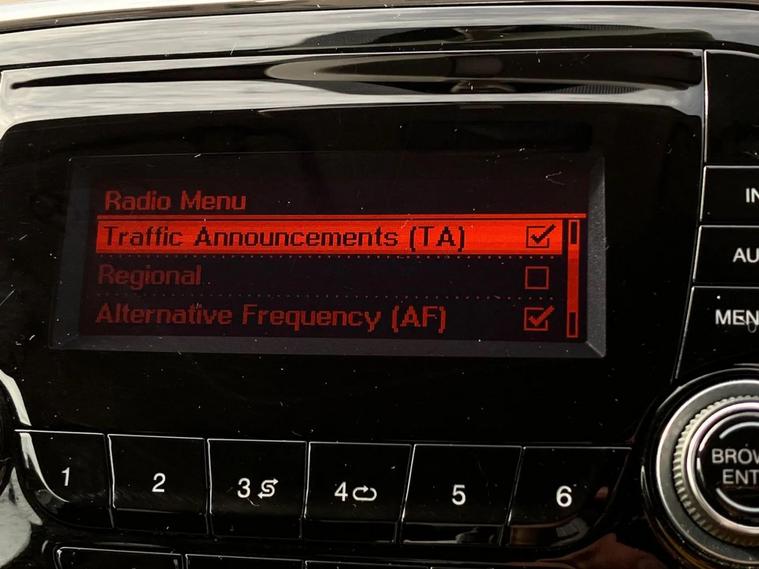 Radio Menu
Traffic Announcements (TA)
Regional
Alternative Frequency (AF)
1
2
3
4
5
6